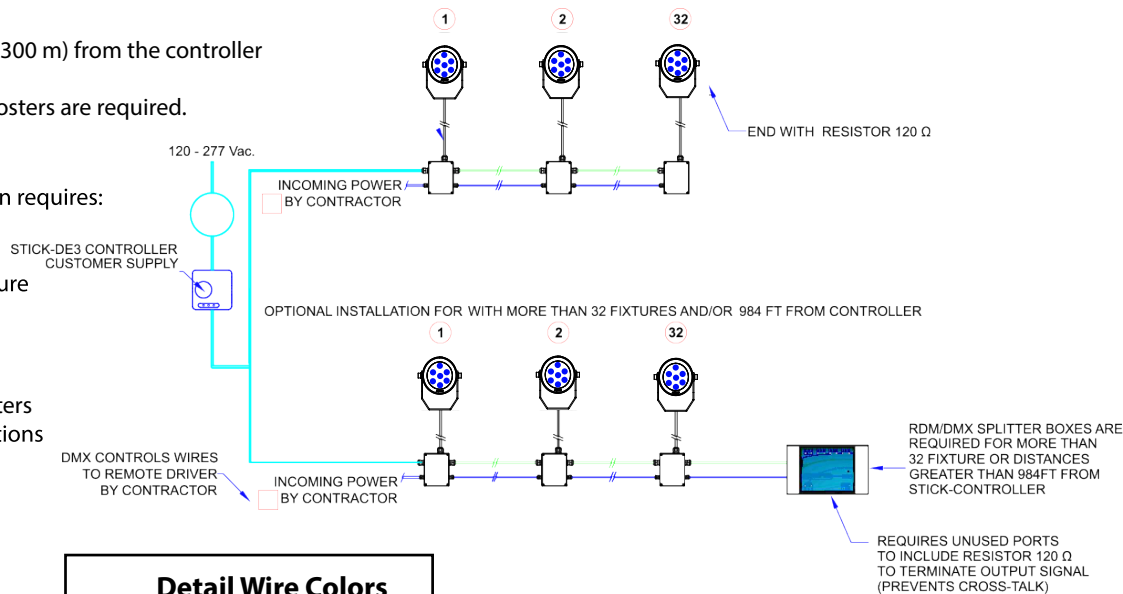 300 m) from the controller
osters are required.
n requires:
ure
ters
tions
1
2
32
END WITH RESISTOR 120 Ω
120 - 277 Vac.
INCOMING POWER
BY CONTRACTOR
STICK-DE3 CONTROLLER
CUSTOMER SUPPLY
OPTIONAL INSTALLATION FOR WITH MORE THAN 32 FIXTURES AND/OR 984 FT FROM CONTROLLER
1
2
32
DMX CONTROLS WIRES
TO REMOTE DRIVER
BY CONTRACTOR
INCOMING POWER
BY CONTRACTOR
RDM/DMX SPLITTER BOXES ARE
REQUIRED FOR MORE THAN
32 FIXTURE OR DISTANCES
GREATER THAN 984FT FROM
STICK-CONTROLLER
REQUIRES UNUSED PORTS
TO INCLUDE RESISTOR 120 Ω
TO TERMINATE OUTPUT SIGNAL
(PREVENTS CROSS-TALK)
Detail Wire Colors